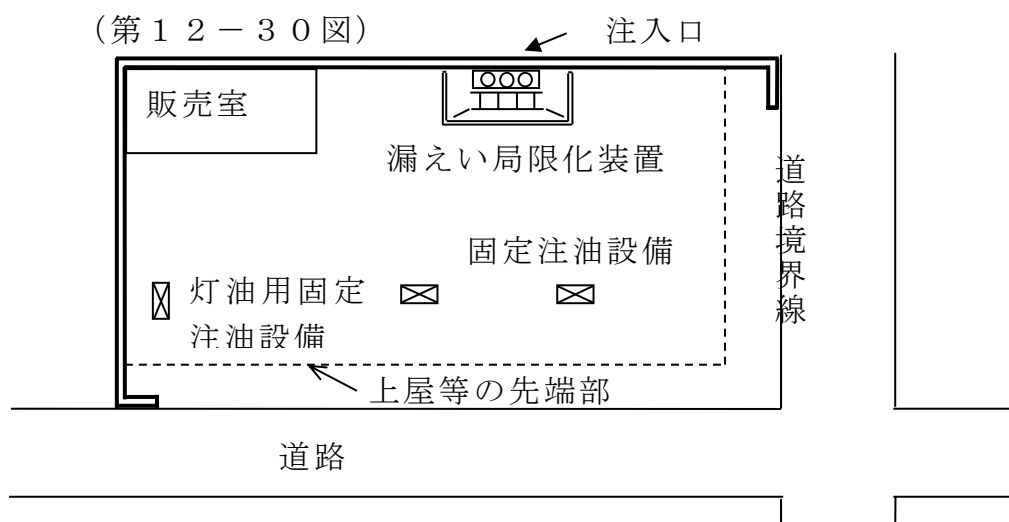 （第１２－３０図）
注入口
販売室
漏えい局限化装置
道路境界線
固定注油設備
灯油用固定
注油設備
上屋等の先端部
道路